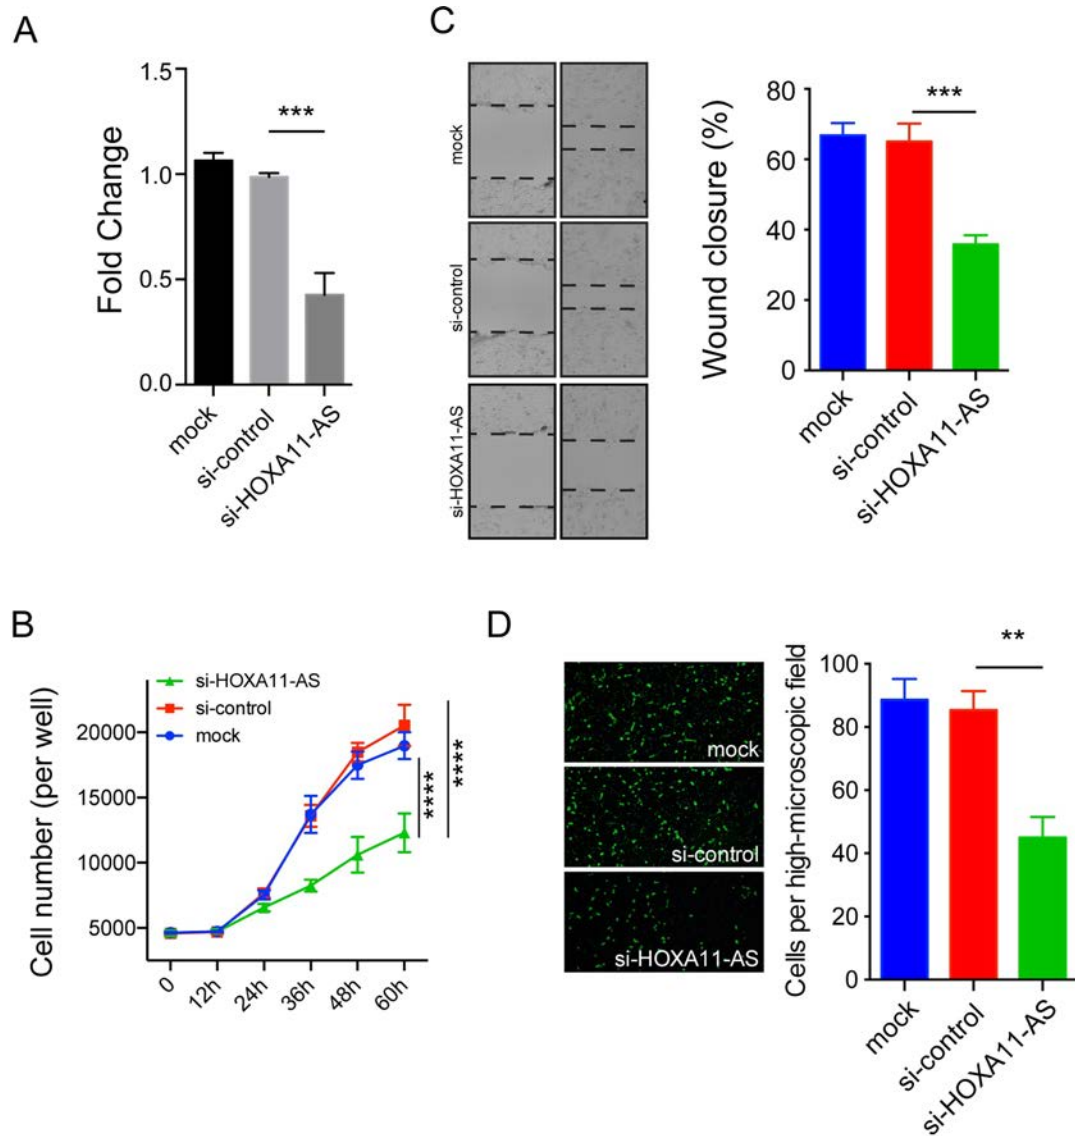 A
Fold Change
1.5
1.0
0.5
0.0
***
mock
si-control
si-HOXA11-AS
C
mock
si-control
si-HOXA11-AS
Wound closure (%)
80
60
40
20
0
***
mock
si-control
si-HOXA11-AS
B
Cell number (per well)
si-HOXA11-AS
si-control
mock
20000
15000
10000
5000
****
****
0
12h
24h
36h
48h
60h
D
mock
si-control
si-HOXA11-AS
Cells per high-microscopic field
100
80
60
40
20
0
**
mock
si-control
si-HOXA11-AS